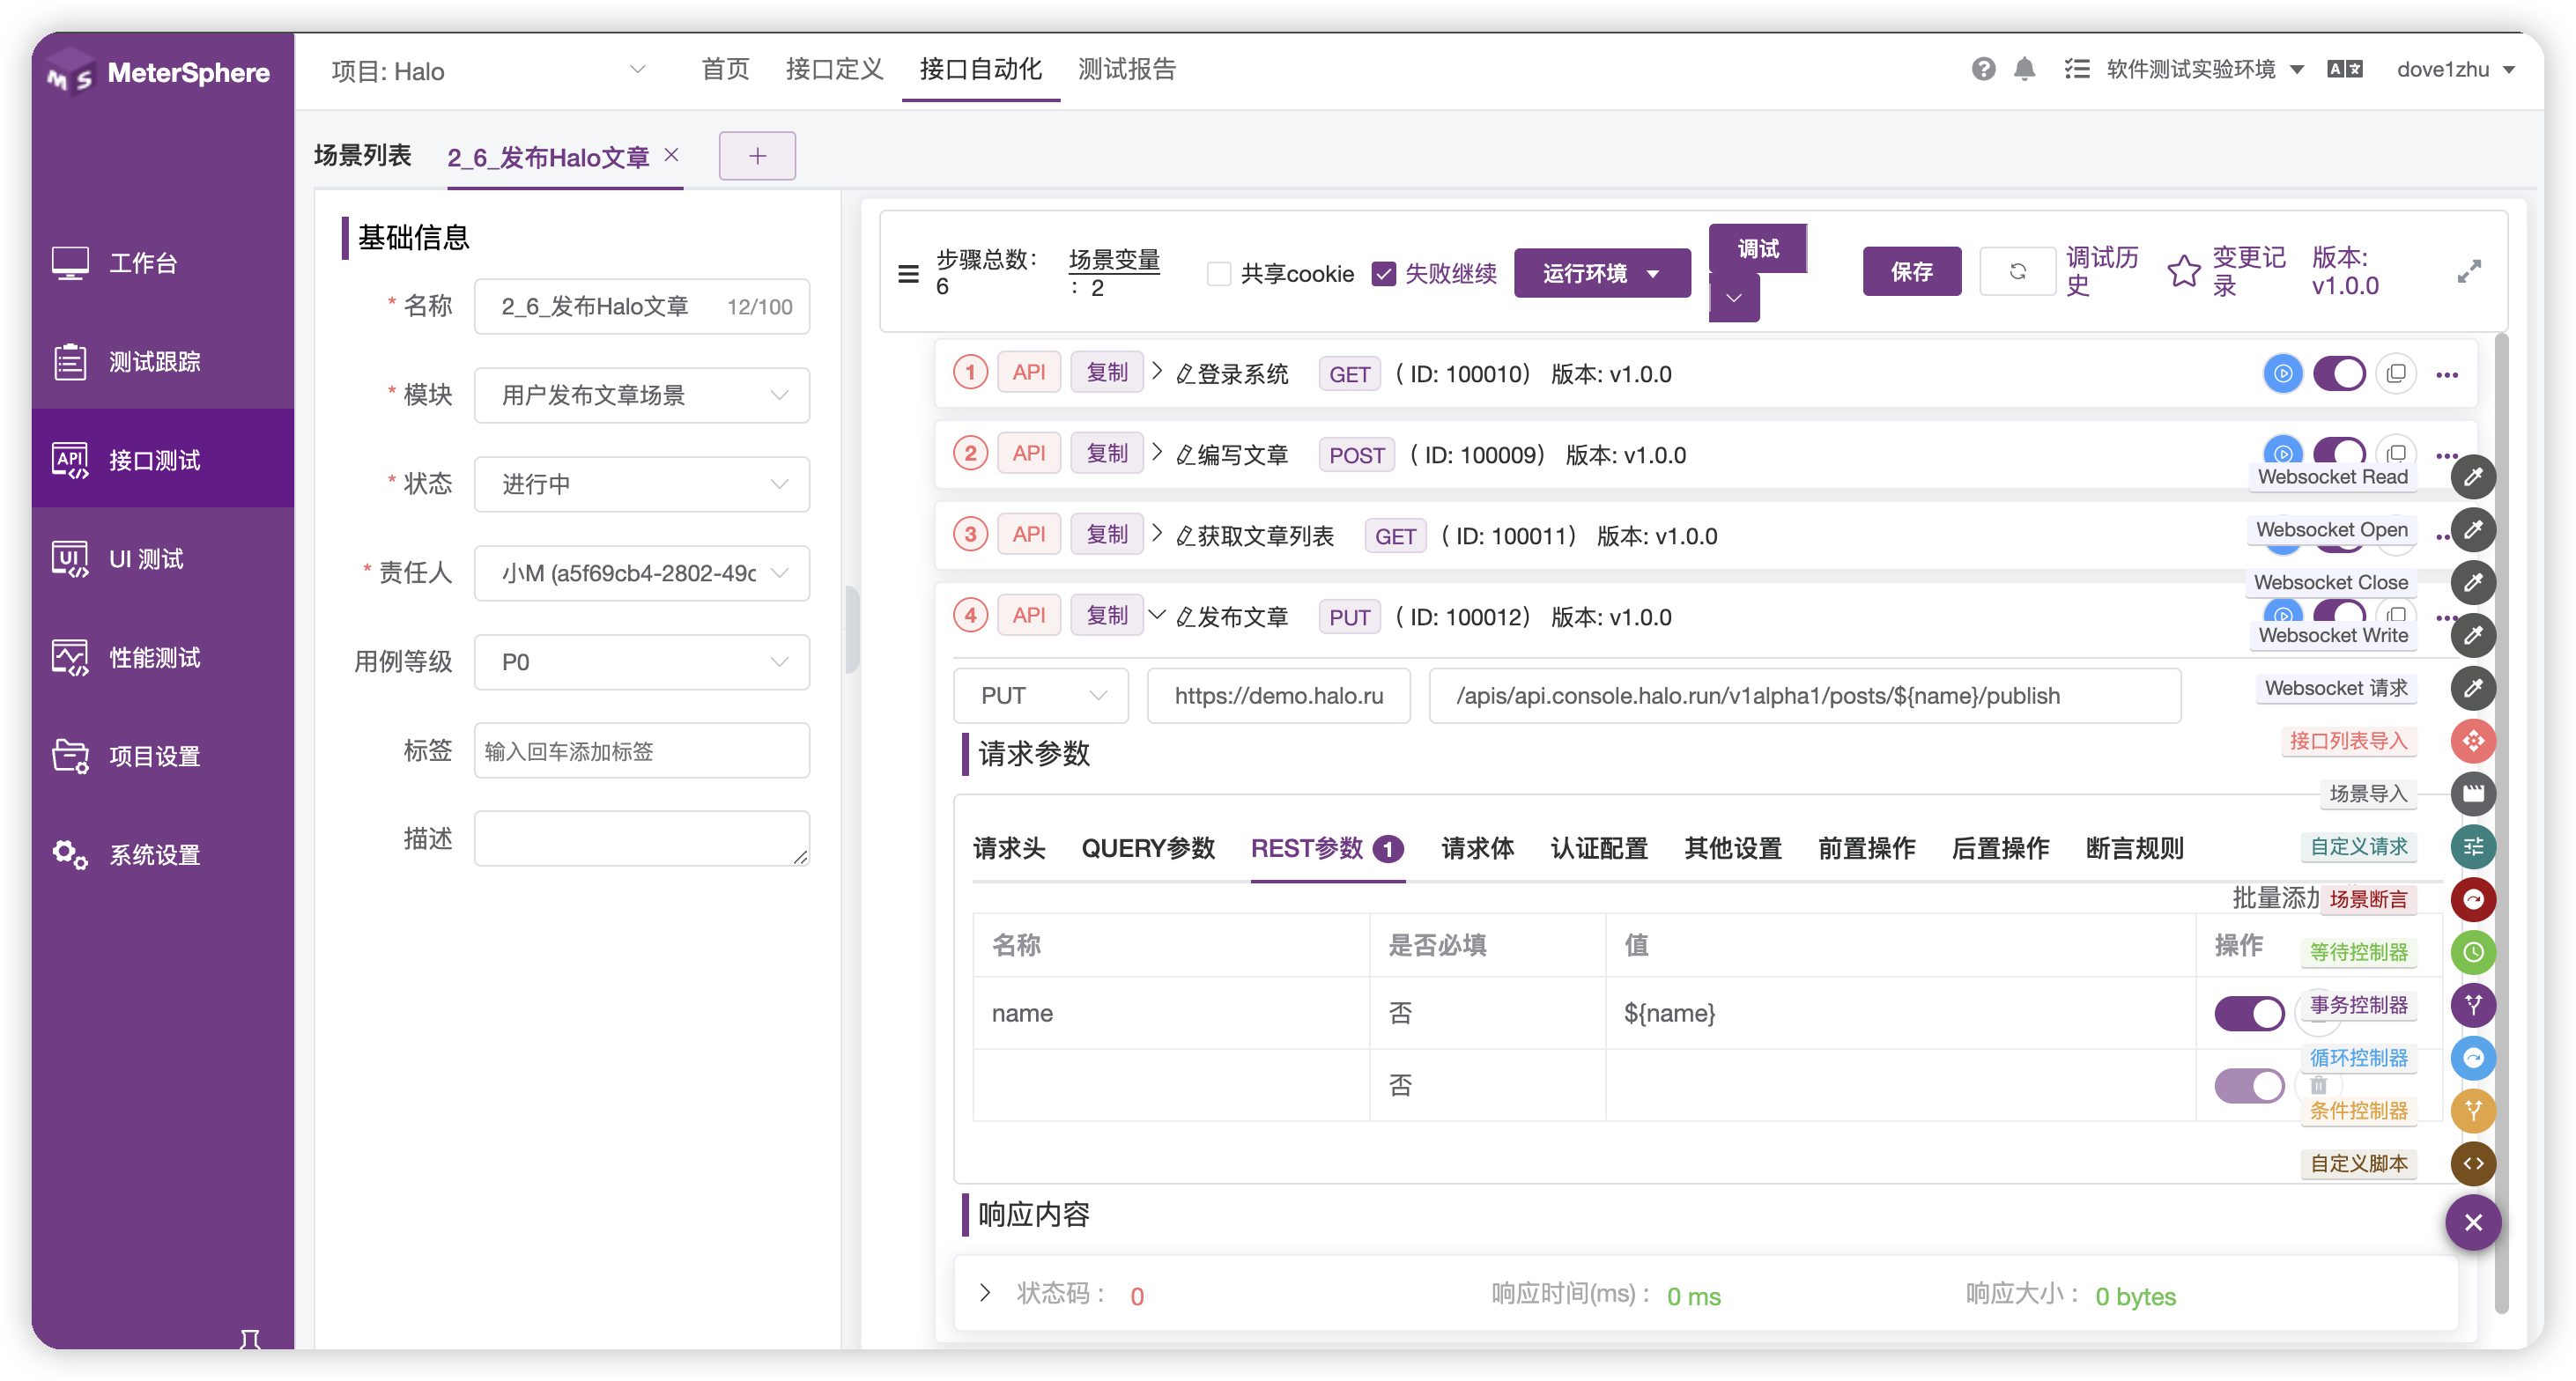 MeterSphere
项目: Halo
首页
接口定义
接口自动化
测试报告
软件测试实验环境
dove1zhu
工作台
测试跟踪
接口测试
UI 测试
性能测试
项目设置
系统设置
场景列表
2_6_发布Halo文章
基础信息
* 名称
2_6_发布Halo文章
12/100
* 模块
用户发布文章场景
* 状态
进行中
* 责任人
小M (a5f69cb4-2802-49c
用例等级
P0
标签
输入回车添加标签
描述
步骤总数:
6
场景变量
: 2
共享cookie
失败继续
运行环境
调试
保存
调试历
史
变更记
录
版本:
v1.0.0
1 API 复制 登录系统 GET ( ID: 100010) 版本: v1.0.0
2 API 复制 编写文章 POST ( ID: 100009) 版本: v1.0.0
3 API 复制 获取文章列表 GET ( ID: 100011) 版本: v1.0.0
4 API 复制 发布文章 PUT ( ID: 100012) 版本: v1.0.0
PUT
https://demo.halo.ru
/apis/api.console.halo.run/v1alpha1/posts/${name}/publish
请求参数
请求头
QUERY参数
REST参数 1
请求体
认证配置
其他设置
前置操作
后置操作
断言规则
批量添加
名称
是否必填
值
操作
name
否
${name}
否
响应内容
状态码 : 0
响应时间(ms) : 0 ms
响应大小 : 0 bytes
Websocket Read
Websocket Open
Websocket Close
Websocket Write
Websocket 请求
接口列表导入
场景导入
自定义请求
场景断言
等待控制器
事务控制器
循环控制器
条件控制器
自定义脚本